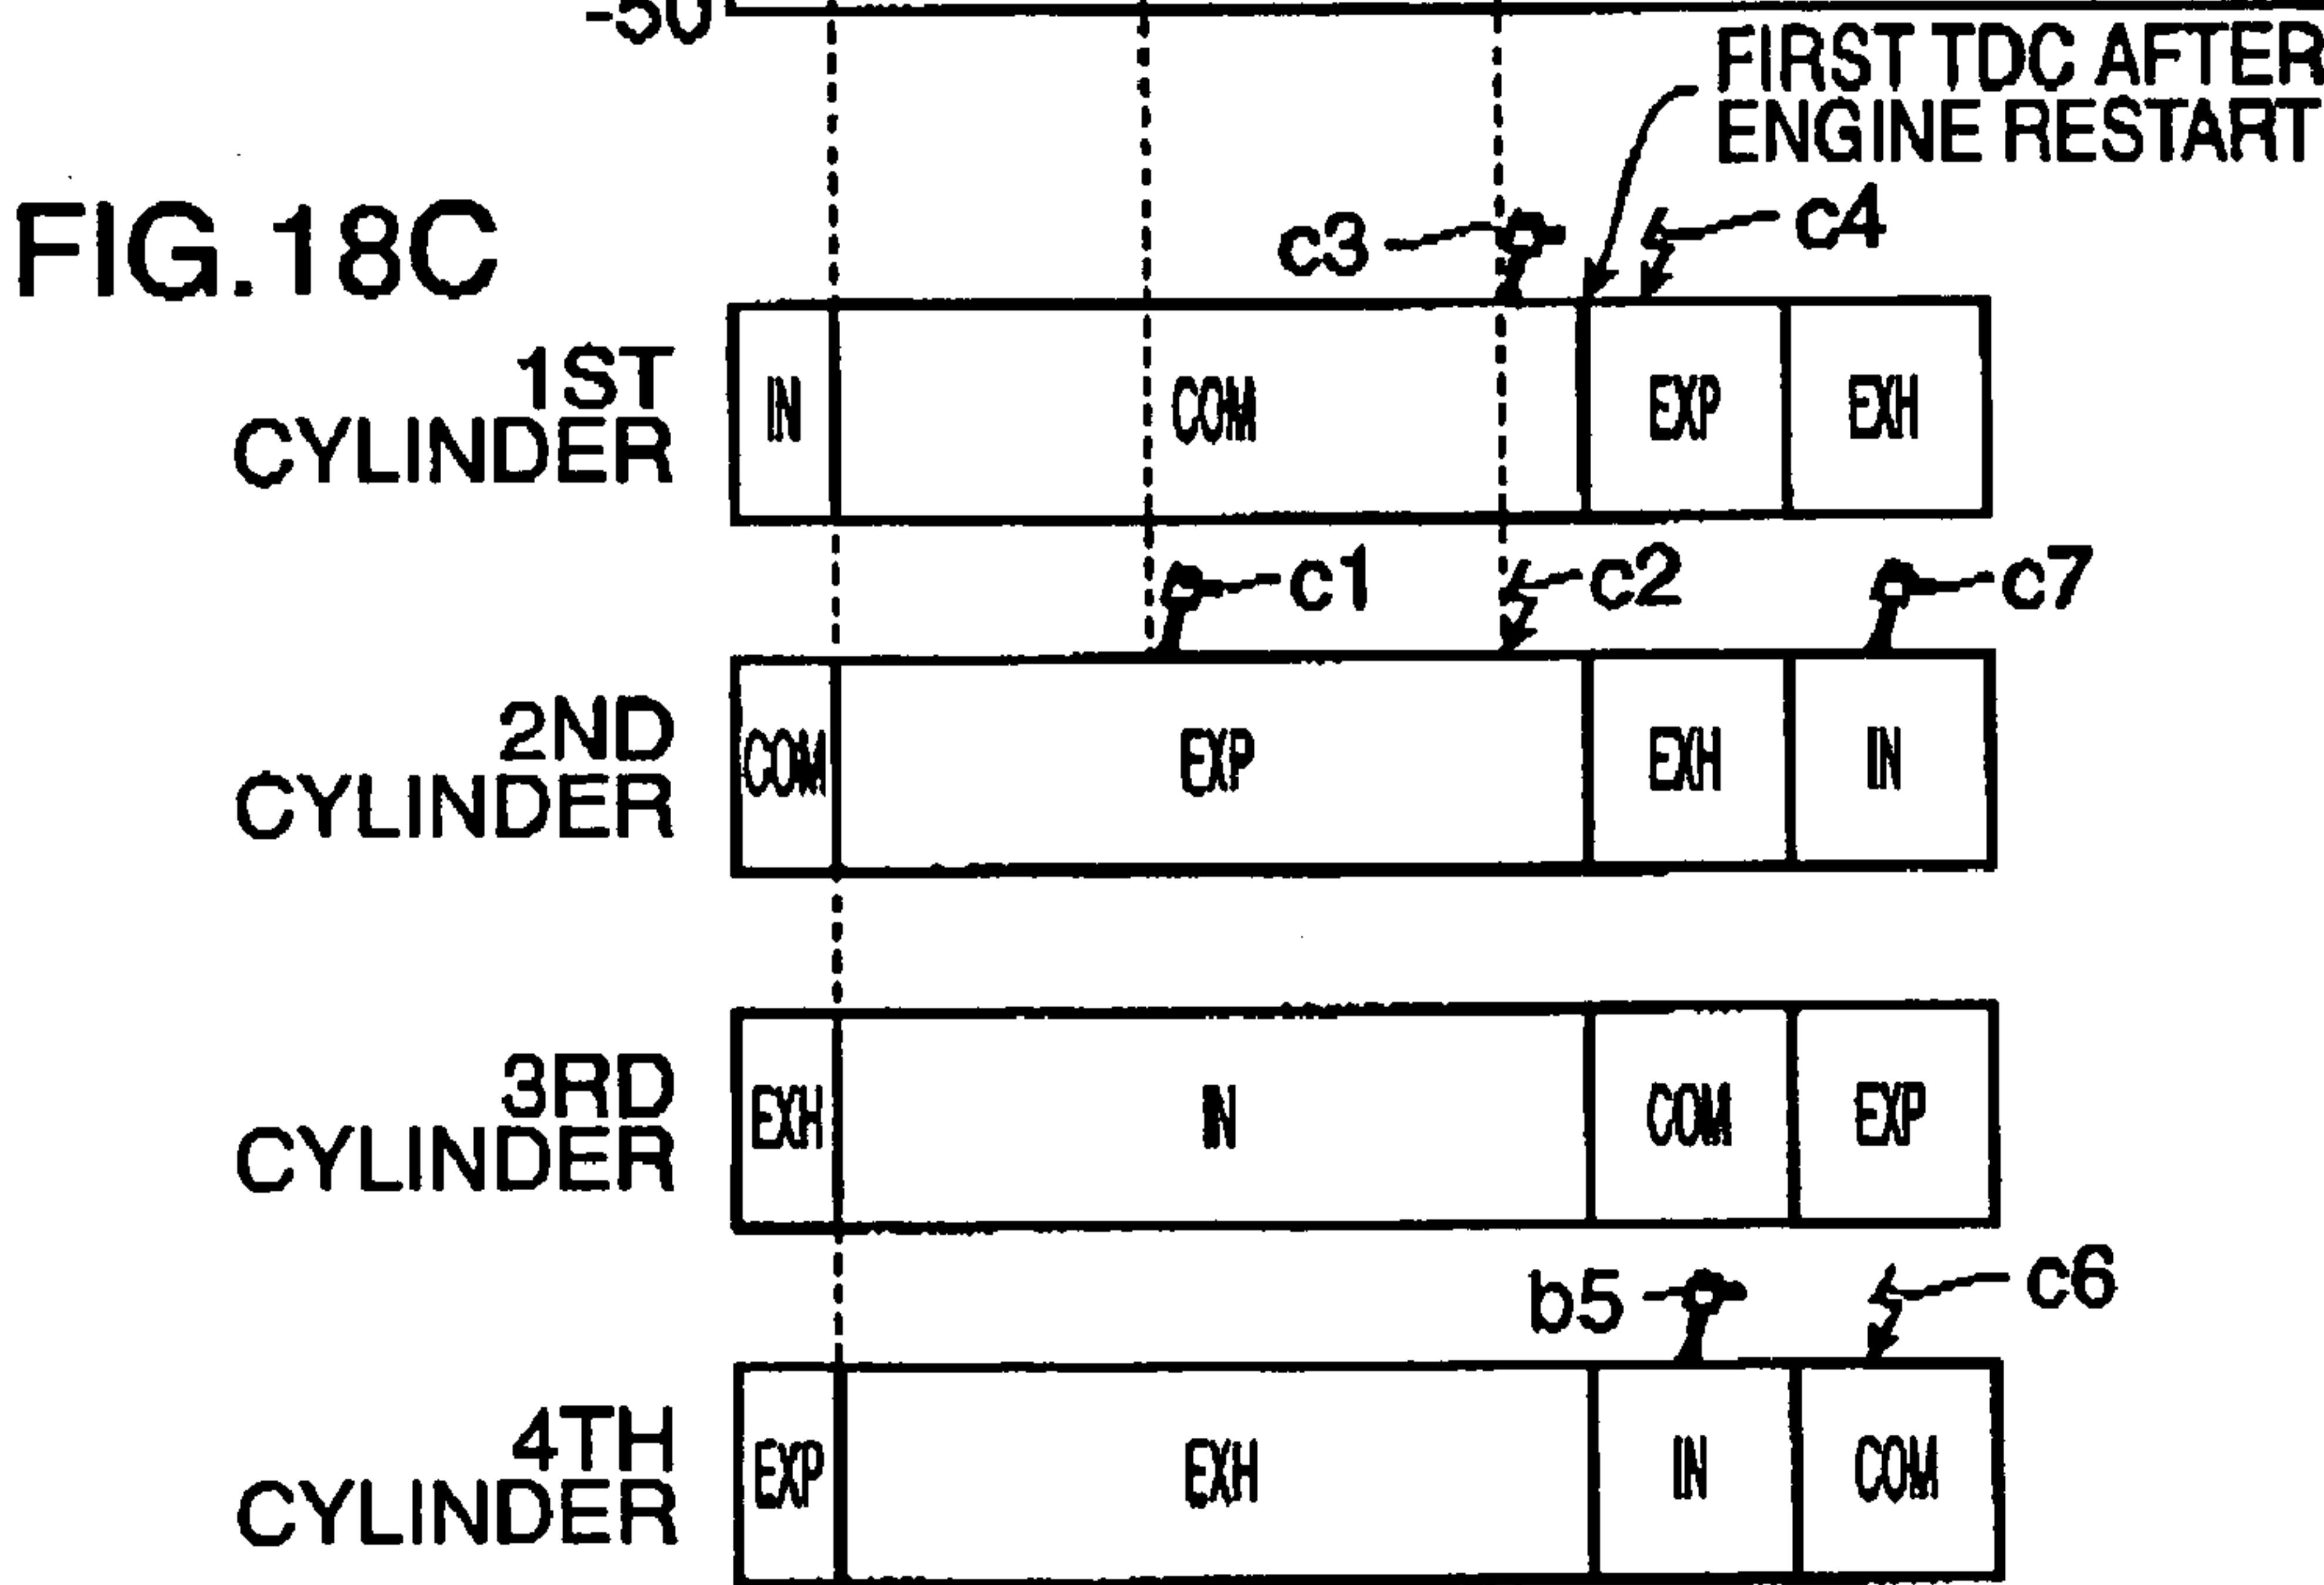 -50
FIRST TDC AFTER
ENGINE RESTART
FIG.18C
c3
c4
1ST
CYLINDER
IN
COM
EXP
EXH
c1
c2
c7
2ND
CYLINDER
COM
EXP
EXH
IN
3RD
CYLINDER
EXH
IN
COM
EXP
b5
c6
4TH
CYLINDER
EXP
EXH
IN
COM